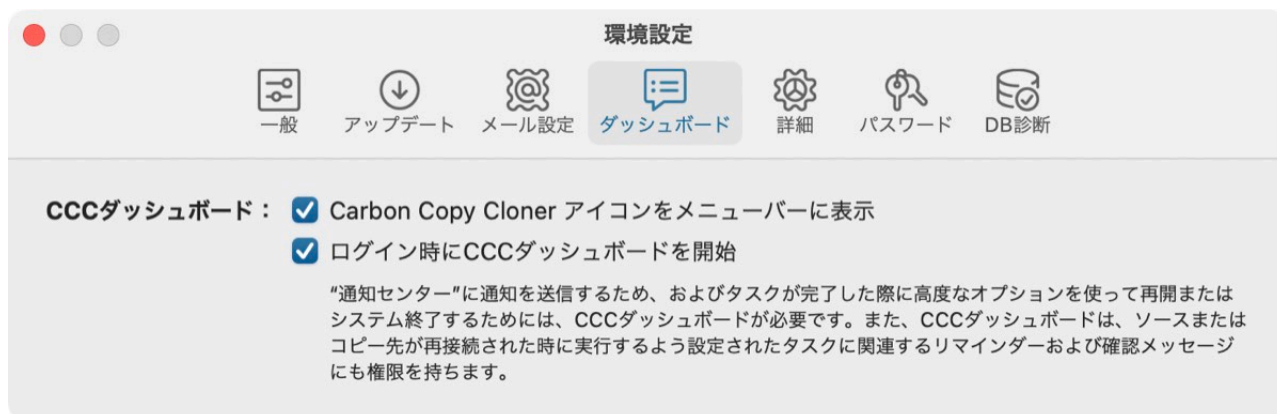 環境設定
一般
アップデート
メール設定
ダッシュボード
詳細
パスワード
DB診断
CCCダッシュボード： Carbon Copy Cloner アイコンをメニューバーに表示
ログイン時にCCCダッシュボードを開始
“通知センター”に通知を送信するため、およびタスクが完了した際に高度なオプションを使って再開または
システム終了するためには、CCCダッシュボードが必要です。また、CCCダッシュボードは、ソースまたは
コピー先が再接続された時に実行するよう設定されたタスクに関連するリマインダーおよび確認メッセージ
にも権限を持ちます。